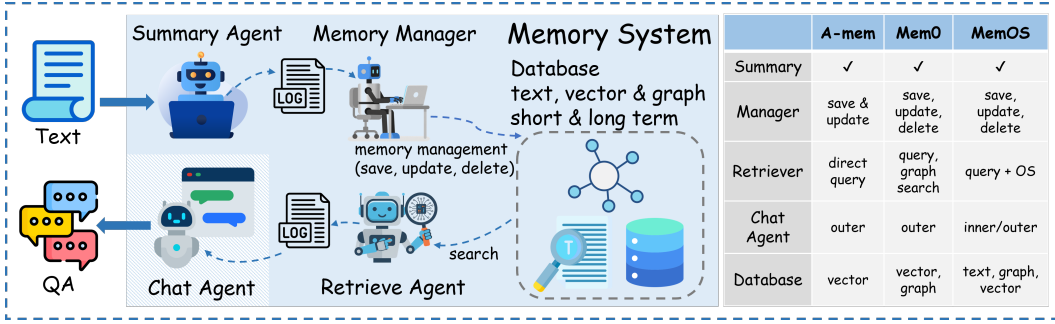 Summary Agent
Memory Manager
Memory System
Text
LOG
Database
text, vector & graph
short & long term
memory management
(save, update, delete)
QA
Chat Agent
LOG
Retrieve Agent
search
T
A-mem Mem0 MemOS
Summary ✓ ✓ ✓
Manager
save &
update
save,
update,
delete
save,
update,
delete
Retriever
direct
query
query,
graph
search
query + OS
Chat
Agent
outer
outer
inner/outer
Database
vector
vector,
graph
text, graph,
vector